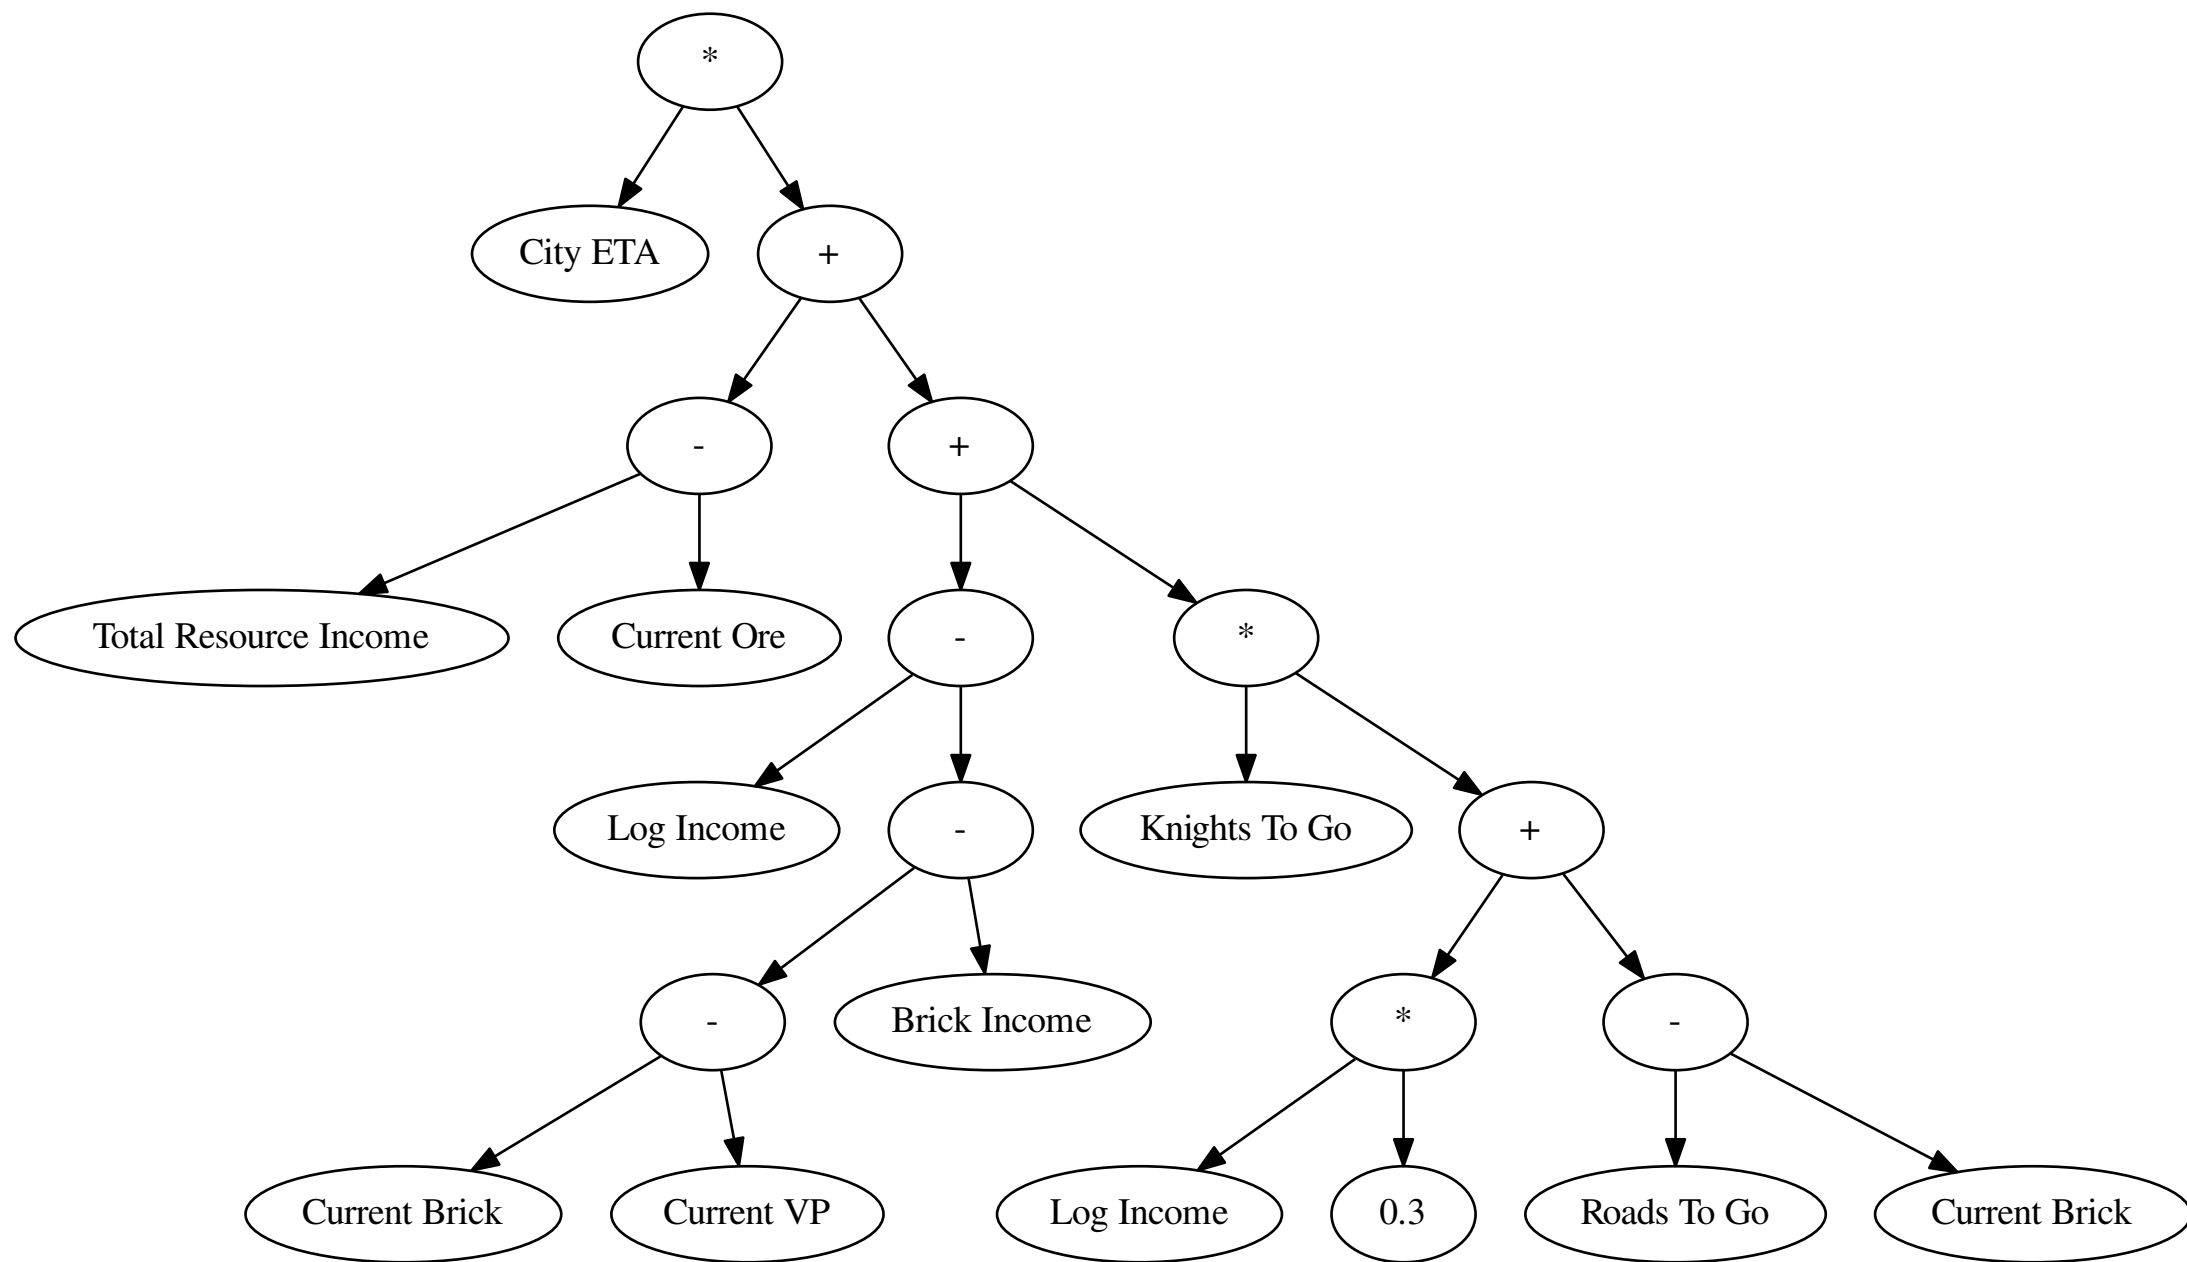 *
City ETA
+
-
+
Total Resource Income
Current Ore
-
*
Log Income
-
Knights To Go
+
-
Brick Income
*
-
Current Brick
Current VP
Log Income
0.3
Roads To Go
Current Brick